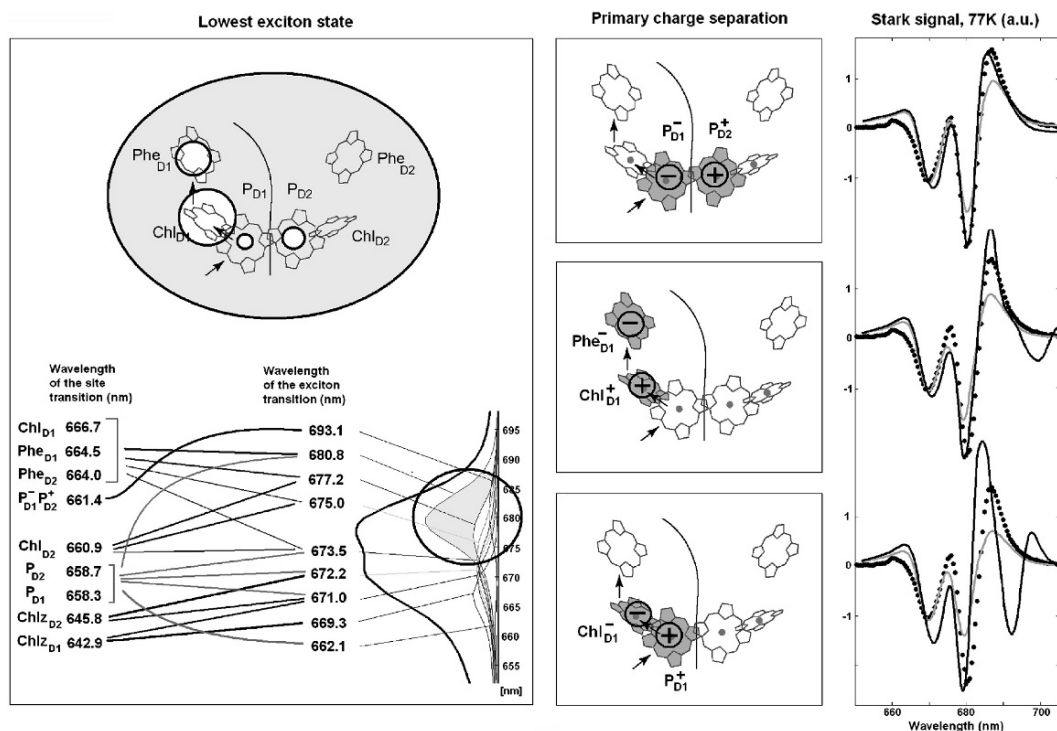 Lowest exciton state
Phe D1
Phe D2
P D1
P D2
Chl D1
Chl D2
Wavelength
of the site
transition (nm)
Wavelength
of the exciton
transition (nm)
Chl D1 666.7
Phe D1 664.5
Phe D2 664.0
P⁻ D1 P⁺ D2 661.4
Chl D2 660.9
P D2 658.7
P D1 658.3
Chlz D2 645.8
Chlz D1 642.9
693.1
680.8
677.2
675.0
673.5
672.2
671.0
669.3
662.1
695
690
685
680
675
670
665
660
655
[nm]
Primary charge separation
P⁻ D1
P⁺ D2
−
+
Phe⁻ D1
−
Chl⁺ D1
+
Chl⁻ D1
−
+
P⁺ D1
Stark signal, 77K (a.u.)
1
0
-1
1
0
-1
1
0
-1
660
680
700
Wavelength (nm)